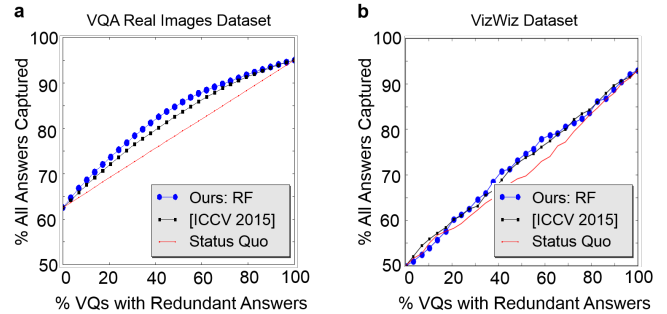 a
VQA Real Images Dataset
% All Answers Captured
100
90
80
70
60
50
0 20 40 60 80 100
% VQs with Redundant Answers
Ours: RF
[ICCV 2015]
Status Quo
b
VizWiz Dataset
% All Answers Captured
100
90
80
70
60
50
0 20 40 60 80 100
% VQs with Redundant Answers
Ours: RF
[ICCV 2015]
Status Quo